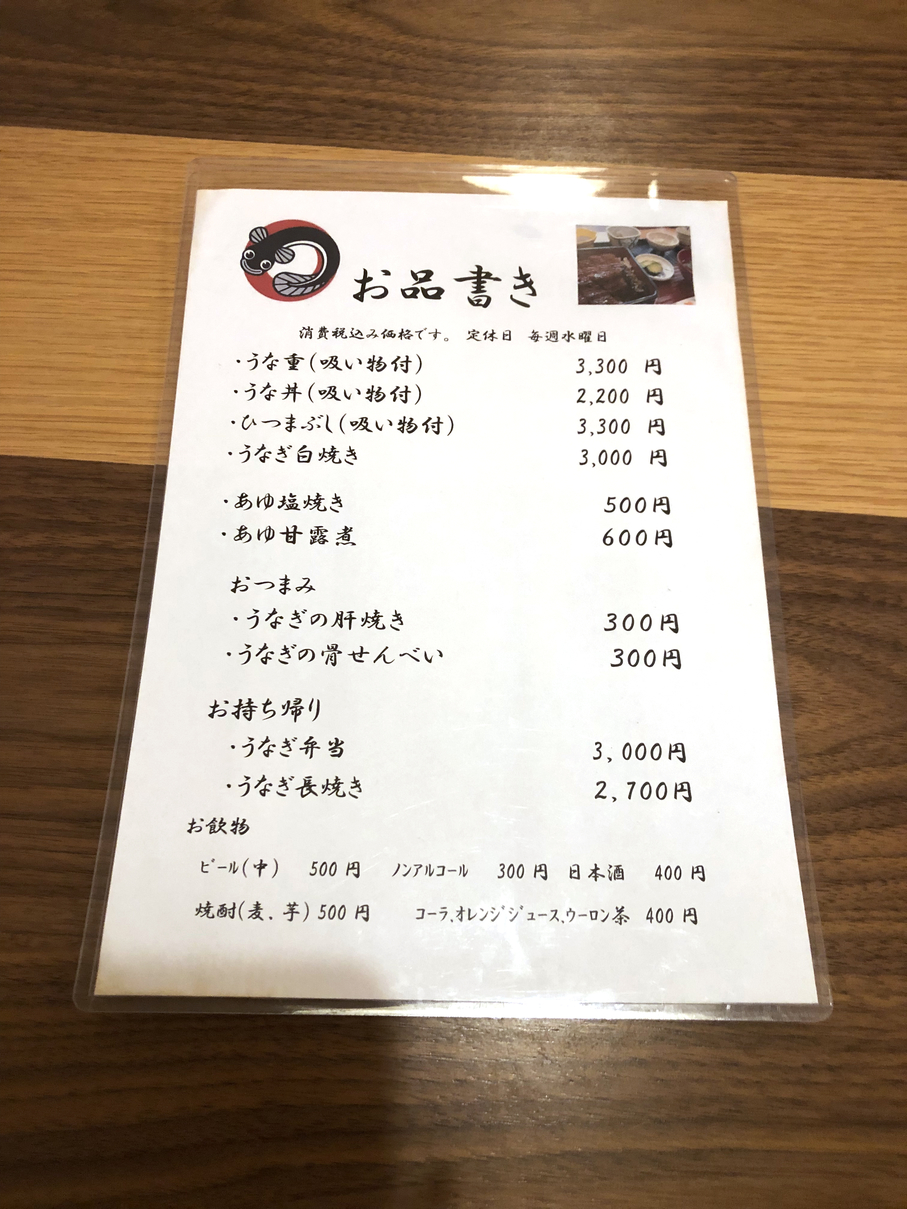 お品書き
消費税込み価格です。 定休日 毎週水曜日
・うな重(吸い物付) 3,300 円
・うな丼(吸い物付) 2,200 円
・ひつまぶし(吸い物付) 3,300 円
・うなぎ白焼き 3,000 円
・あゆ塩焼き 500円
・あゆ甘露煮 600円
おつまみ
・うなぎの肝焼き 300円
・うなぎの骨せんべい 300円
お持ち帰り
・うなぎ弁当 3,000円
・うなぎ長焼き 2,700円
お飲物
ビール(中) 500 円 ノンアルコール 300 円 日本酒 400 円
焼酎(麦、芋) 500 円 コーラ、オレンジジュース、ウーロン茶 400 円